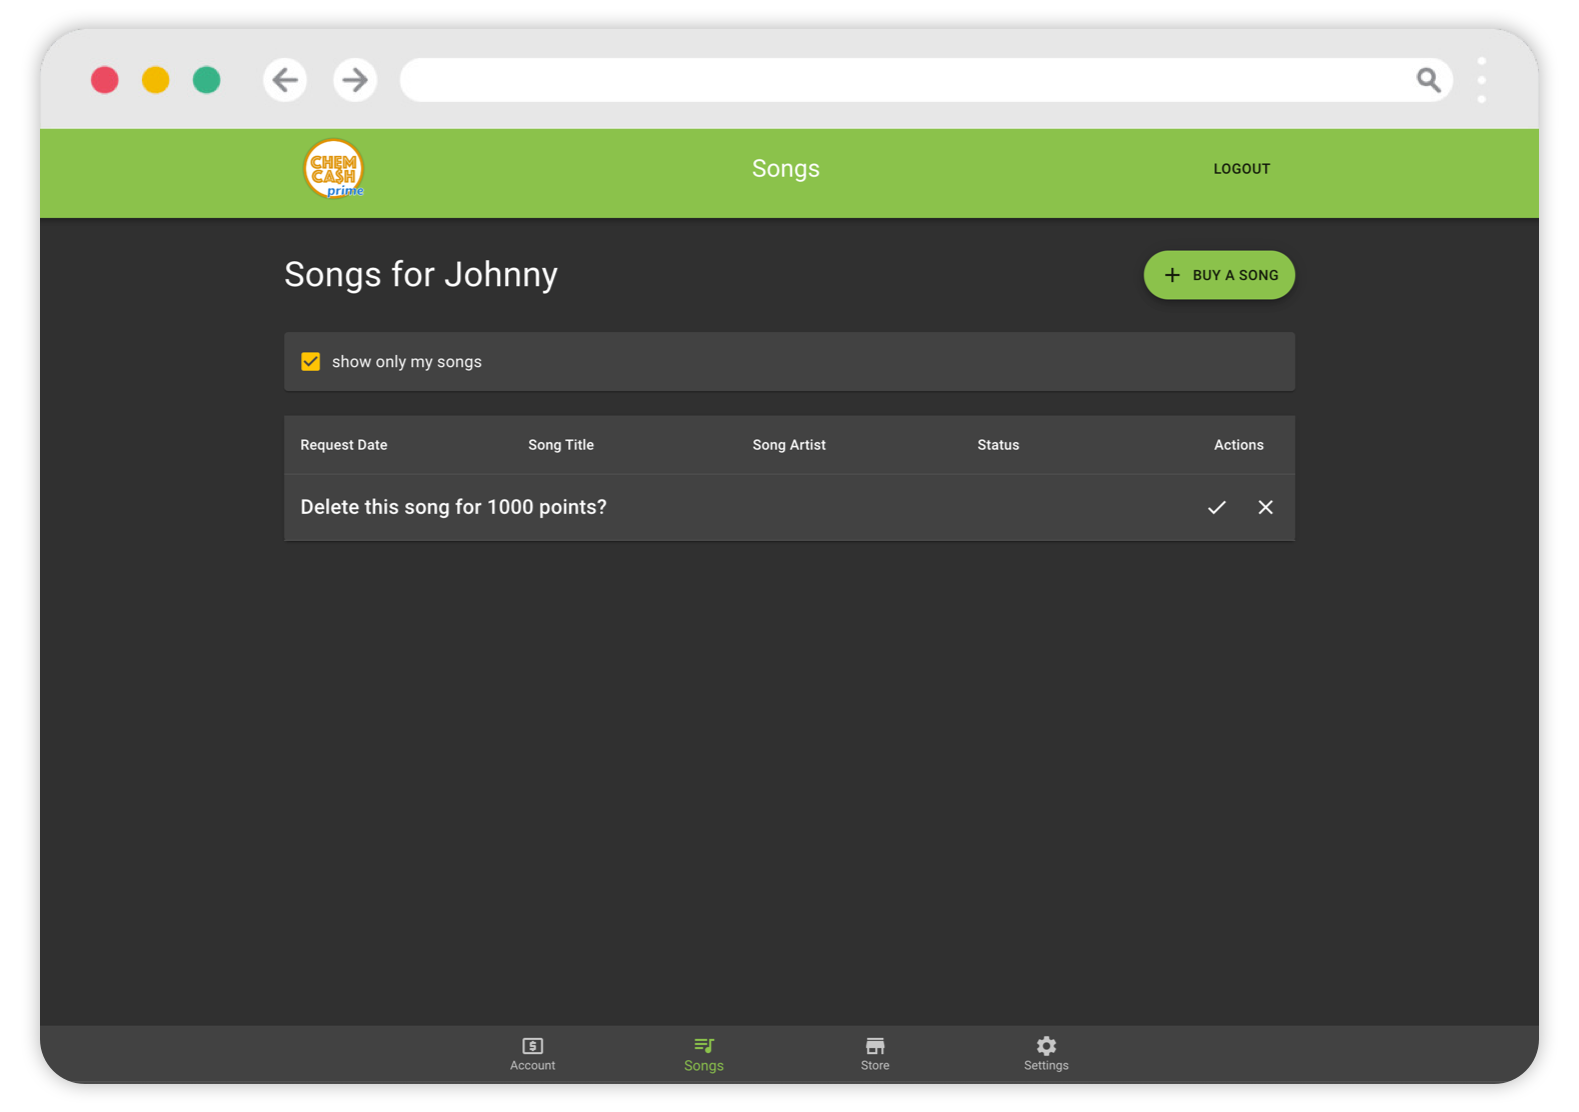 CHEM
CA$H
prime
Songs
LOGOUT
Songs for Johnny
BUY A SONG
show only my songs
Request Date Song Title Song Artist Status Actions
Delete this song for 1000 points?
Account Songs Store Settings